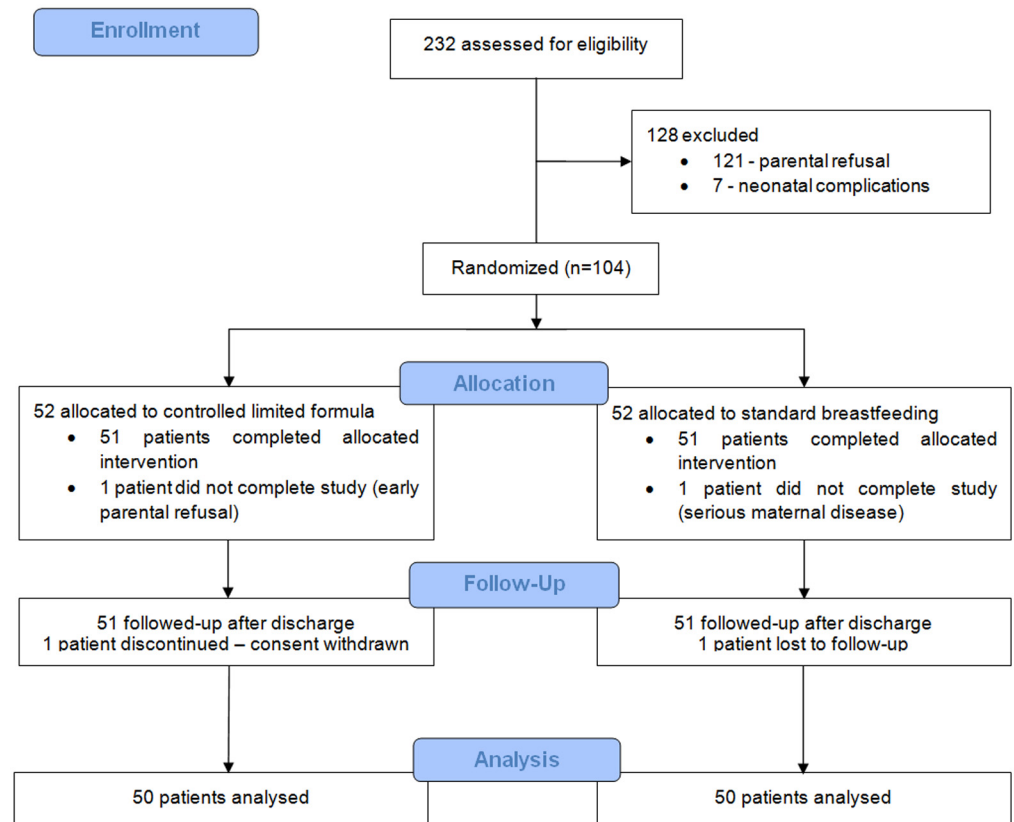 Enrollment
232 assessed for eligibility
128 excluded
• 121 - parental refusal
• 7 - neonatal complications
Randomized (n=104)
Allocation
52 allocated to controlled limited formula
• 51 patients completed allocated
intervention
• 1 patient did not complete study (early
parental refusal)
52 allocated to standard breastfeeding
• 51 patients completed allocated
intervention
• 1 patient did not complete study
(serious maternal disease)
Follow-Up
51 followed-up after discharge
1 patient discontinued – consent withdrawn
51 followed-up after discharge
1 patient lost to follow-up
Analysis
50 patients analysed
50 patients analysed